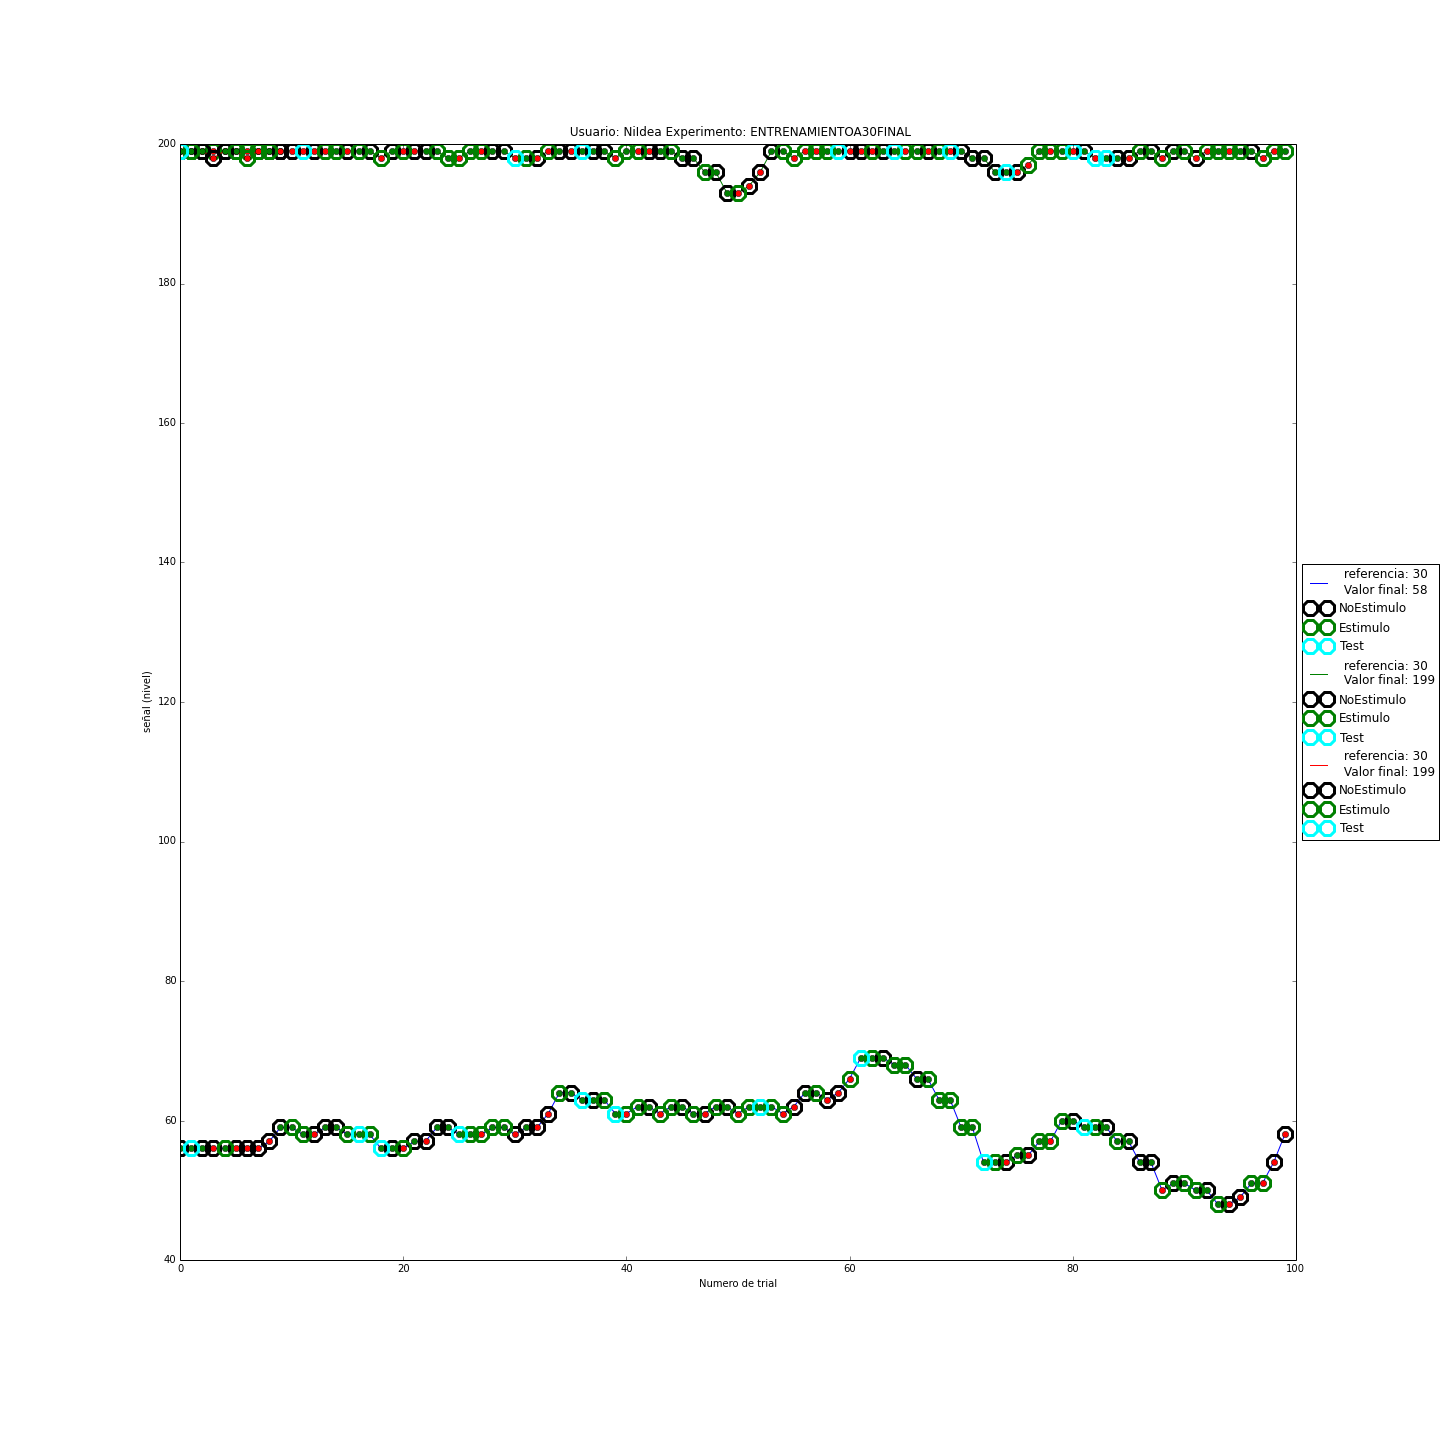 Usuario: Nildea Experimento: ENTRENAMIENTOA30FINAL
200
180
160
140
120
100
80
60
40
señal (nivel)
0 20 40 60 80 100
Numero de trial
referencia: 30
Valor final: 58
NoEstimulo
Estimulo
Test
referencia: 30
Valor final: 199
NoEstimulo
Estimulo
Test
referencia: 30
Valor final: 199
NoEstimulo
Estimulo
Test